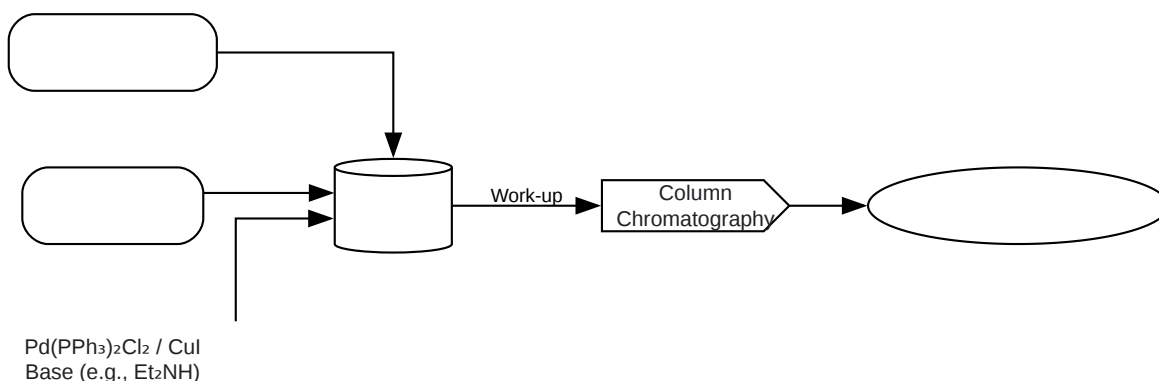 Work-up
Column
Chromatography
Pd(PPh₃)₂Cl₂ / CuI
Base (e.g., Et₂NH)